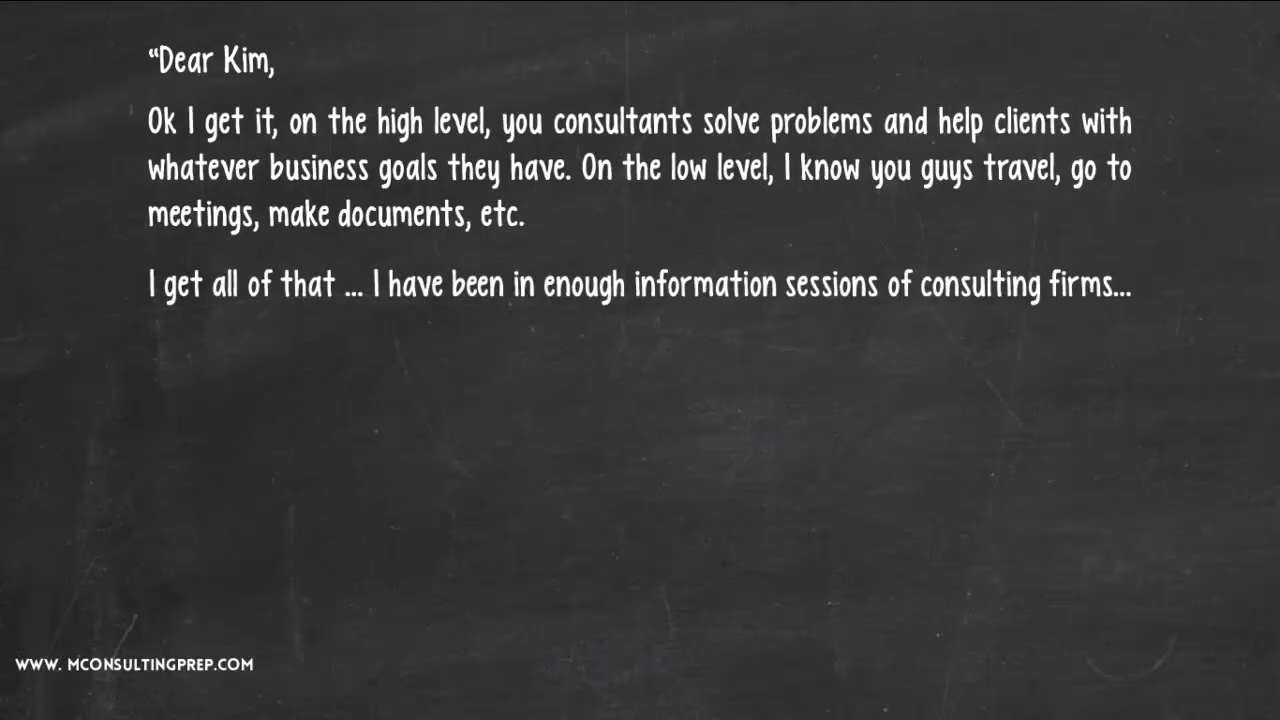 “Dear Kim,
Ok I get it, on the high level, you consultants solve problems and help clients with
whatever business goals they have. On the low level, I know you guys travel, go to
meetings, make documents, etc.
I get all of that ... I have been in enough information sessions of consulting firms...
WWW. MCONSULTINGPREP.COM